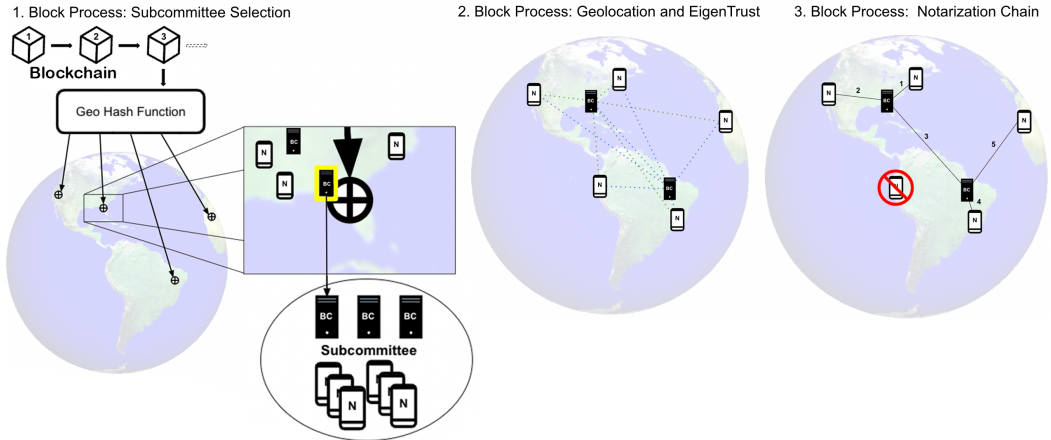 1. Block Process: Subcommittee Selection
1
2
3
Blockchain
Geo Hash Function
N
BC
N
N
BC
BC
BC
BC
Subcommittee
N
N
2. Block Process: Geolocation and EigenTrust
N
N
BC
N
N
BC
N
3. Block Process: Notarization Chain
N
N
1
2
BC
N
3
5
BC
4
N